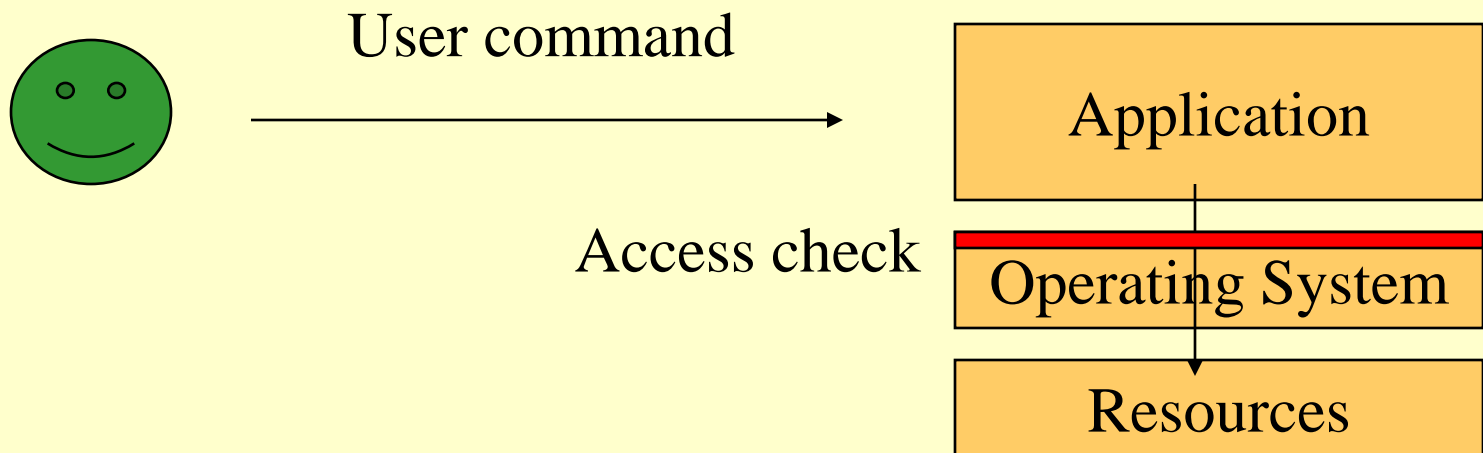 User command
Application
Access check
Operating System
Resources